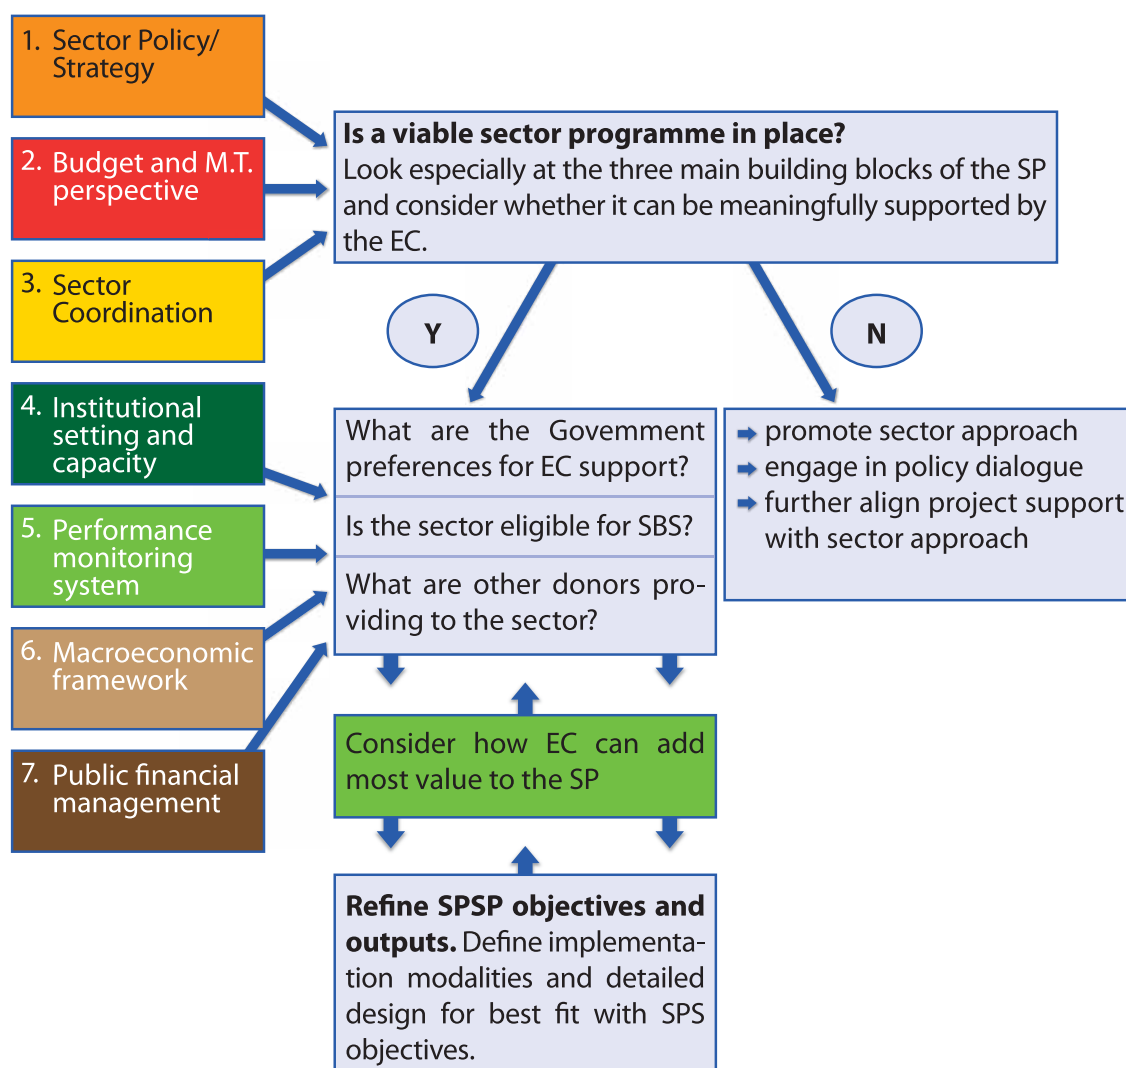 1. Sector Policy/
Strategy
2. Budget and M.T.
perspective
3. Sector
Coordination
4. Institutional
setting and
capacity
5. Performance
monitoring
system
6. Macroeconomic
framework
7. Public financial
management
Is a viable sector programme in place?
Look especially at the three main building blocks of the SP
and consider whether it can be meaningfully supported by
the EC.
Y
N
What are the Govemment
preferences for EC support?
Is the sector eligible for SBS?
What are other donors pro-
viding to the sector?
promote sector approach
engage in policy dialogue
further align project support
with sector approach
Consider how EC can add
most value to the SP
Refine SPSP objectives and
outputs. Define implementa-
tion modalities and detailed
design for best fit with SPS
objectives.